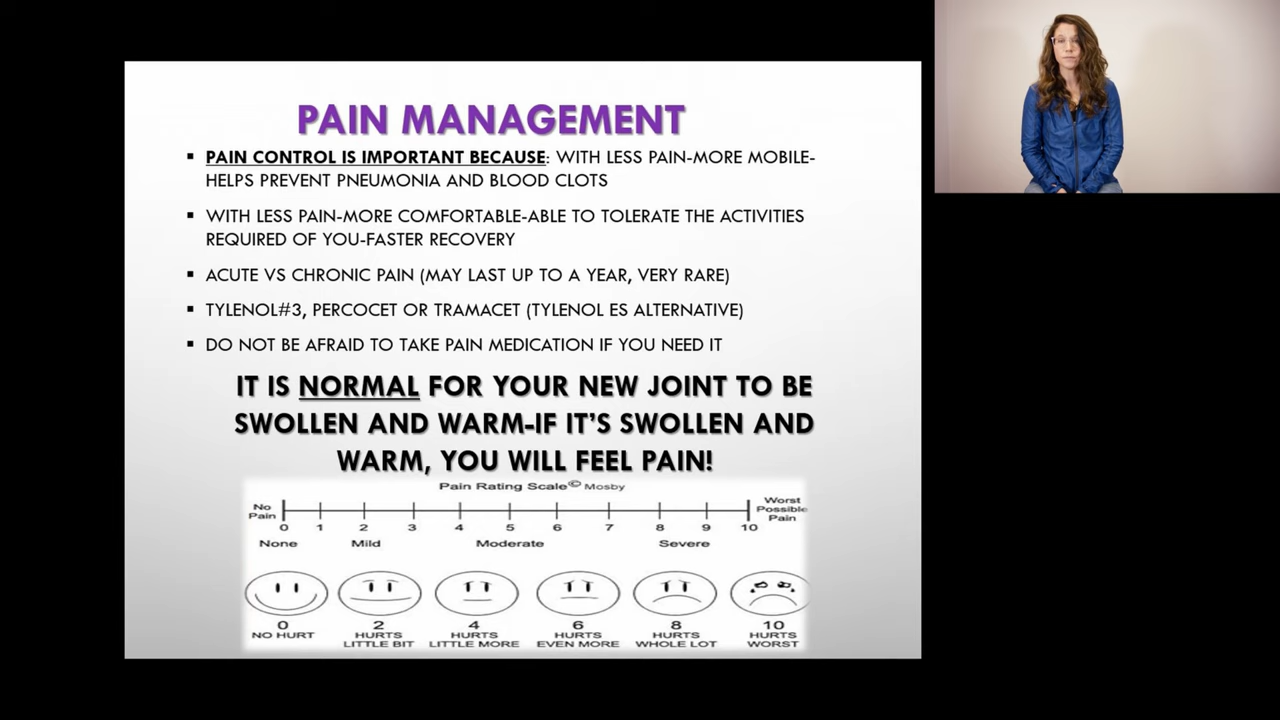 PAIN MANAGEMENT
▪ PAIN CONTROL IS IMPORTANT BECAUSE: WITH LESS PAIN-MORE MOBILE-
HELPS PREVENT PNEUMONIA AND BLOOD CLOTS
▪ WITH LESS PAIN-MORE COMFORTABLE-ABLE TO TOLERATE THE ACTIVITIES
REQUIRED OF YOU-FASTER RECOVERY
▪ ACUTE VS CHRONIC PAIN (MAY LAST UP TO A YEAR, VERY RARE)
▪ TYLENOL#3, PERCOCET OR TRAMACET (TYLENOL ES ALTERNATIVE)
▪ DO NOT BE AFRAID TO TAKE PAIN MEDICATION IF YOU NEED IT
IT IS NORMAL FOR YOUR NEW JOINT TO BE
SWOLLEN AND WARM-IF IT'S SWOLLEN AND
WARM, YOU WILL FEEL PAIN!
Pain Rating Scale© Mosby
No
Pain
Worst
Possible
Pain
0 1 2 3 4 5 6 7 8 9 10
None Mild Moderate Severe
0 2 4 6 8 10
NO HURT HURTS HURTS HURTS HURTS HURTS
LITTLE BIT LITTLE MORE EVEN MORE WHOLE LOT WORST